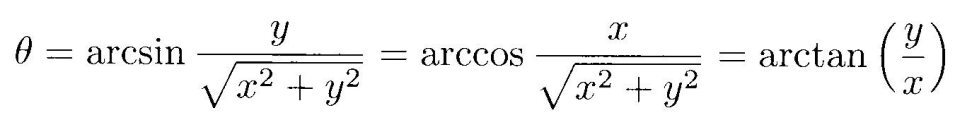 θ = arcsin y/√(x² + y²) = arccos x/√(x² + y²) = arctan (y/x)